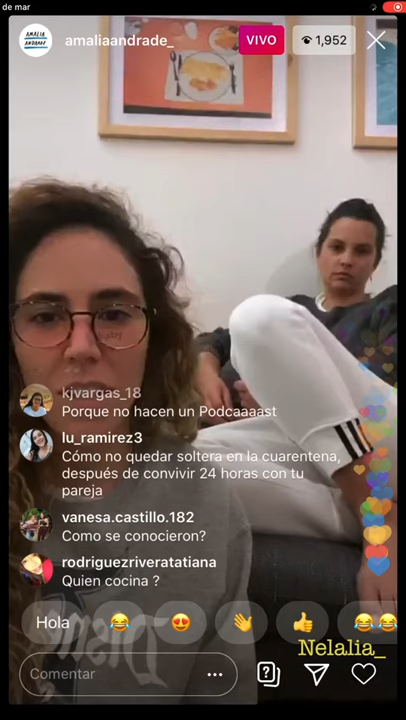 de mar
AMALIA
ANDRADE
amaliaandrade_
VIVO
1,952
kjvargas_18
Porque no hacen un Podcaaaast
lu_ramirez3
Cómo no quedar soltera en la cuarentena,
después de convivir 24 horas con tu
pareja
vanesa.castillo.182
Como se conocieron?
rodriguezriveratatiana
Quien cocina ?
Hola
Nelalia_
Comentar